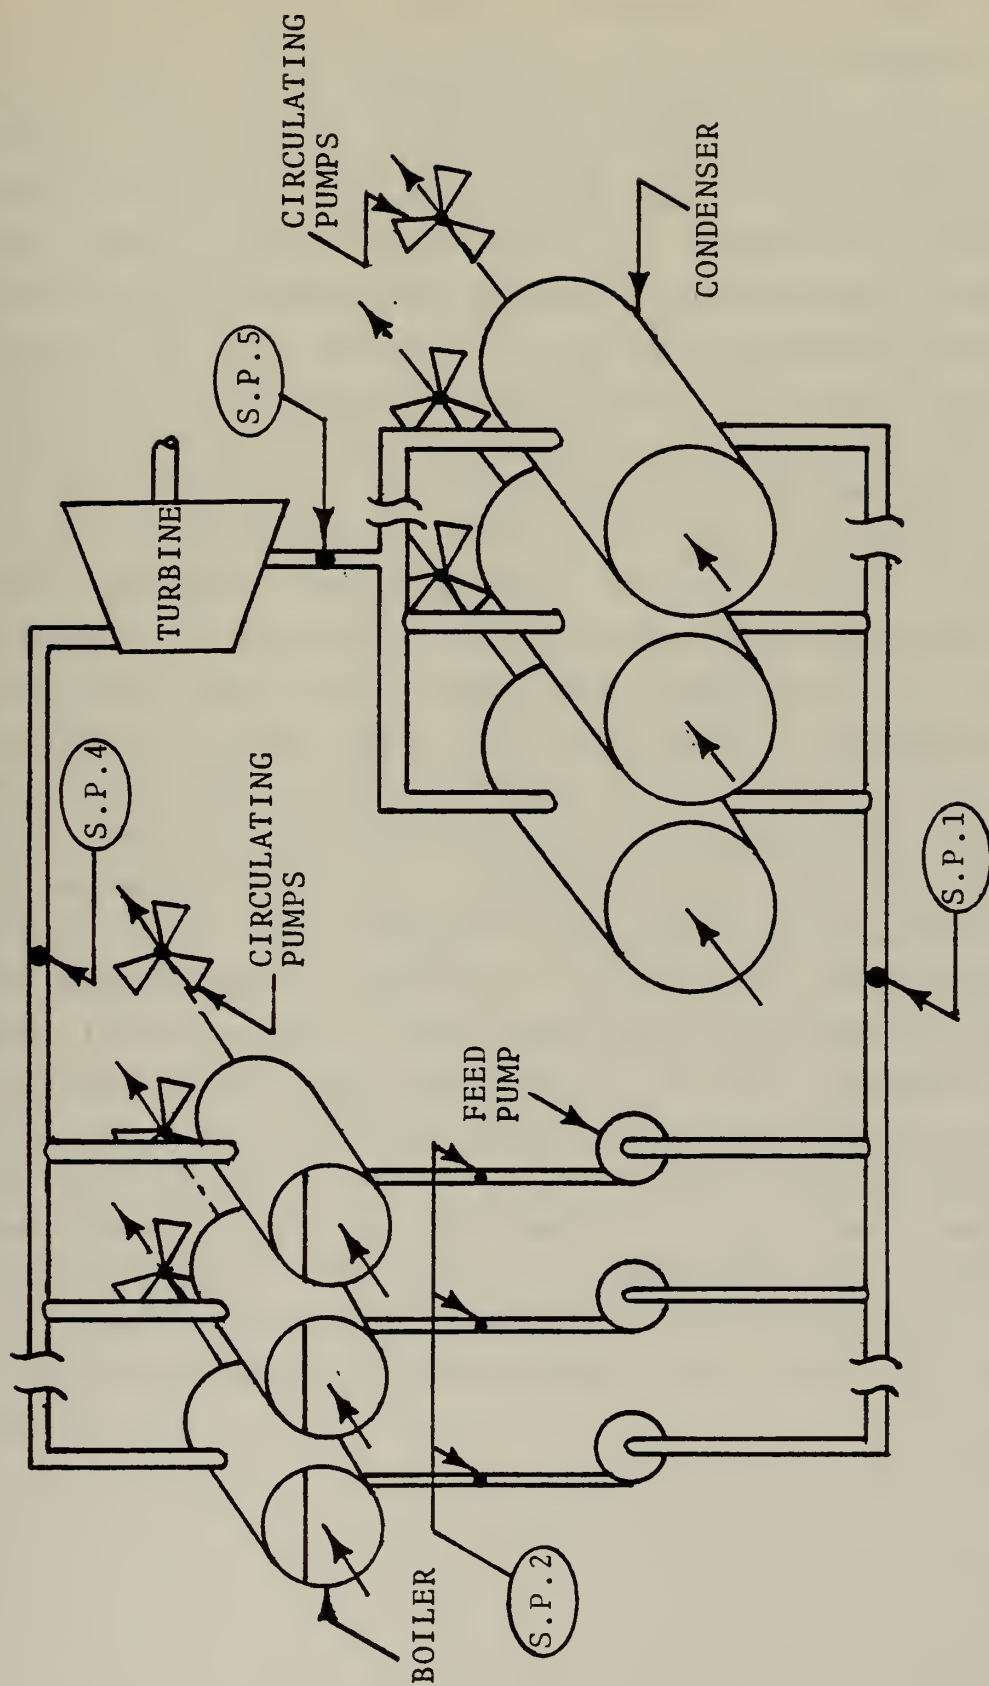 CIRCULATING
PUMPS
S.P.5
TURBINE
S.P.4
CIRCULATING
PUMPS
CONDENSER
FEED
PUMP
S.P.1
S.P.2
BOILER